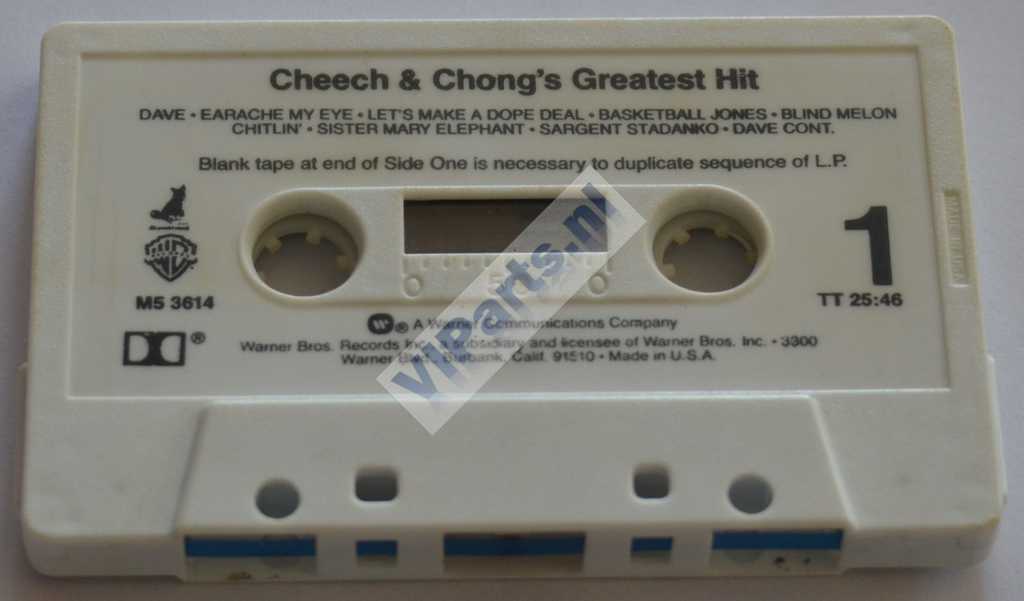 Cheech & Chong's Greatest Hit
DAVE • EARACHE MY EYE • LET'S MAKE A DOPE DEAL • BASKETBALL JONES • BLIND MELON
CHITLIN' • SISTER MARY ELEPHANT • SARGENT STADANKO • DAVE CONT.
Blank tape at end of Side One is necessary to duplicate sequence of L.P.
1
M5 3614
TT 25:46
0 50
® A Warner Communications Company
® Warner Bros. Records Inc., a subsidiary and licensee of Warner Bros. Inc. • 3300
Warner Blvd., Burbank, Calif. 91510 • Made in U.S.A.
VIParts.nl